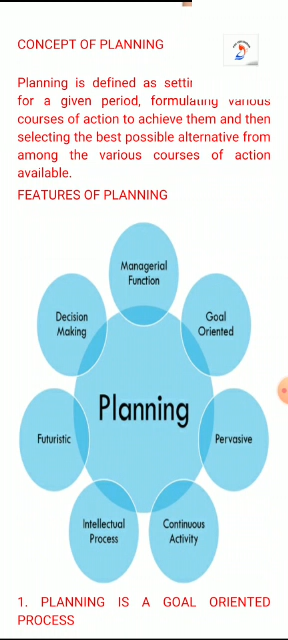 CONCEPT OF PLANNING
Planning is defined as
for a given period, formulating various
courses of action to achieve them and then
selecting the best possible alternative from
among the various courses of action
available.
FEATURES OF PLANNING
Managerial
Function
Decision
Making
Goal
Oriented
Planning
Futuristic
Pervasive
Intellectual
Process
Continuous
Activity
1. PLANNING IS A GOAL ORIENTED
PROCESS